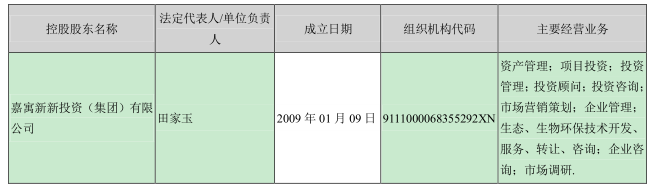 控股股东名称
法定代表人/单位负责
人
成立日期
组织机构代码
主要经营业务
嘉寓新新投资（集团）有限
公司
田家玉
2009 年 01 月 09 日
9111000068355292XN
资产管理；项目投资；投资
管理；投资顾问；投资咨询；
市场营销策划；企业管理；
生态、生物环保技术开发、
服务、转让、咨询；企业咨
询；市场调研.